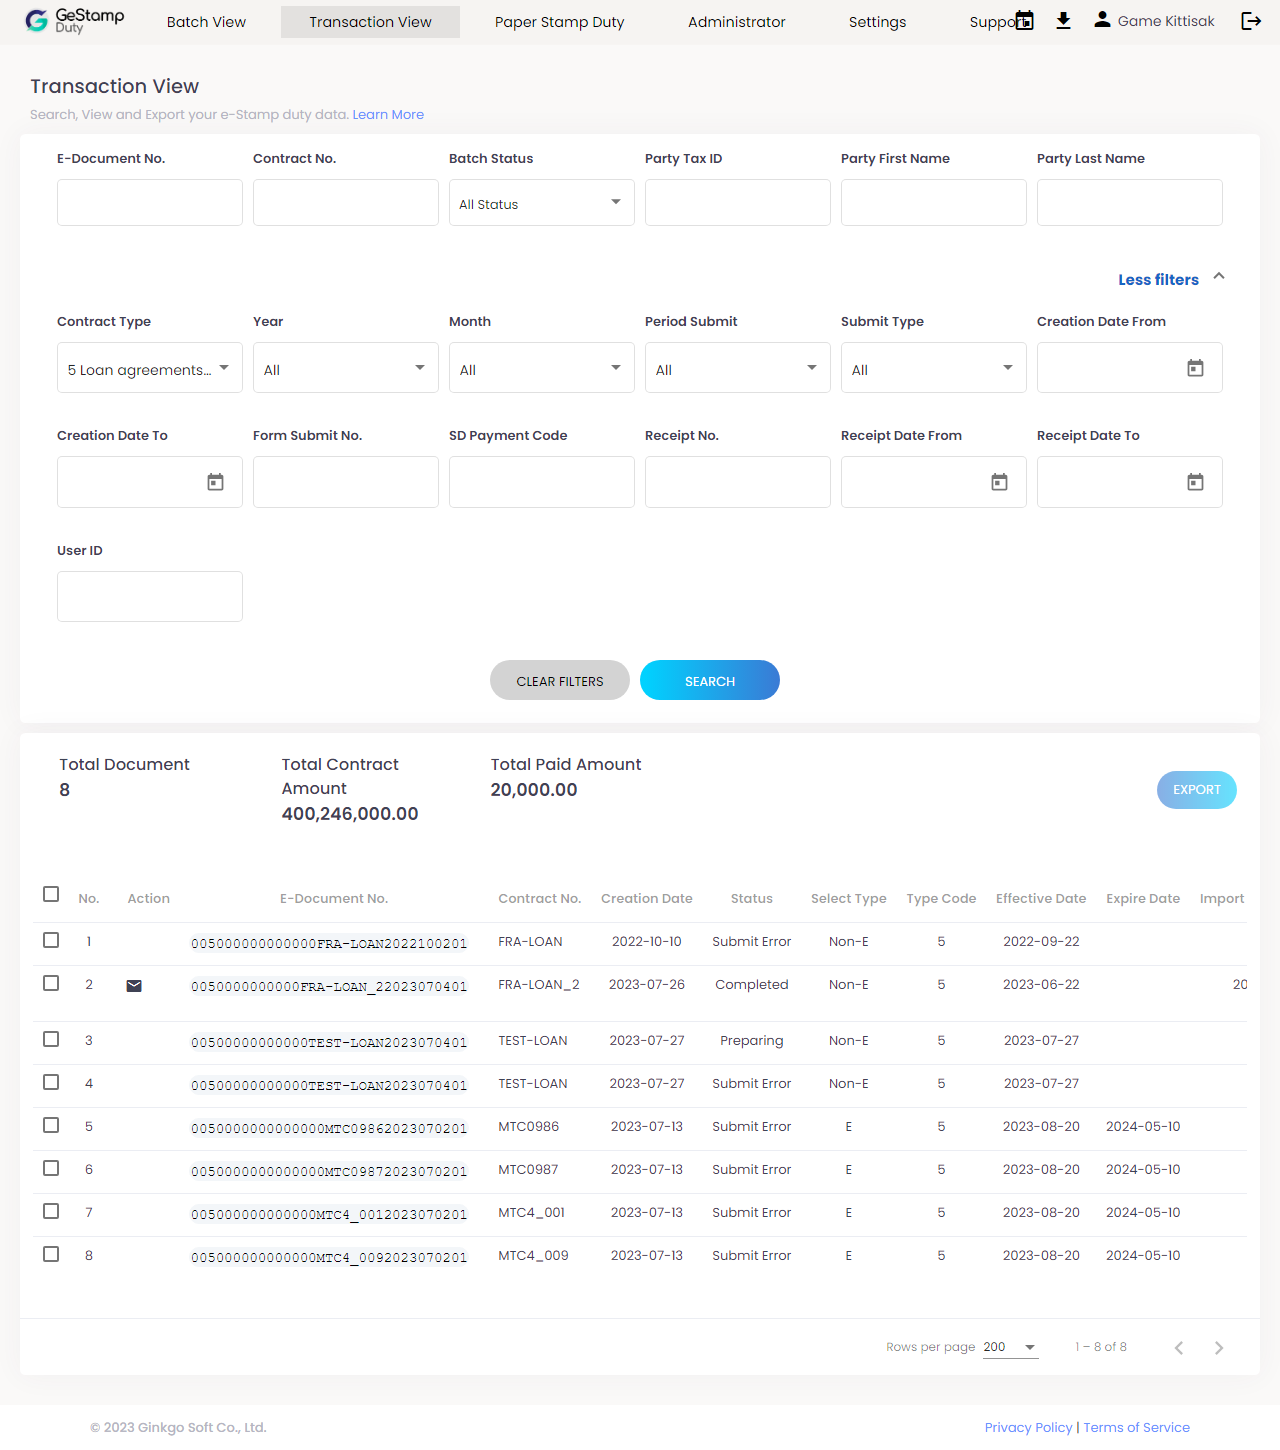 GeStamp
Duty
Batch View Transaction View Paper Stamp Duty Administrator Settings Support Game Kittisak
Transaction View
Search, View and Export your e-Stamp duty data. Learn More
E-Document No. Contract No. Batch Status Party Tax ID Party First Name Party Last Name
All Status
Less filters
Contract Type Year Month Period Submit Submit Type Creation Date From
5 Loan agreements... All All All All
Creation Date To Form Submit No. SD Payment Code Receipt No. Receipt Date From Receipt Date To
User ID
CLEAR FILTERS SEARCH
Total Document Total Contract Amount Total Paid Amount
8 400,246,000.00 20,000.00
EXPORT
No. Action E-Document No. Contract No. Creation Date Status Select Type Type Code Effective Date Expire Date Import
1 005000000000000FRA-LOAN2022100201 FRA-LOAN 2022-10-10 Submit Error Non-E 5 2022-09-22
2 0050000000000FRA-LOAN_22023070401 FRA-LOAN_2 2023-07-26 Completed Non-E 5 2023-06-22 20
3 00500000000000TEST-LOAN2023070401 TEST-LOAN 2023-07-27 Preparing Non-E 5 2023-07-27
4 00500000000000TEST-LOAN2023070401 TEST-LOAN 2023-07-27 Submit Error Non-E 5 2023-07-27
5 0050000000000000MTC09862023070201 MTC0986 2023-07-13 Submit Error E 5 2023-08-20 2024-05-10
6 0050000000000000MTC09872023070201 MTC0987 2023-07-13 Submit Error E 5 2023-08-20 2024-05-10
7 005000000000000MTC4_0012023070201 MTC4_001 2023-07-13 Submit Error E 5 2023-08-20 2024-05-10
8 005000000000000MTC4_0092023070201 MTC4_009 2023-07-13 Submit Error E 5 2023-08-20 2024-05-10
Rows per page 200 1 – 8 of 8
© 2023 Ginkgo Soft Co., Ltd. Privacy Policy | Terms of Service